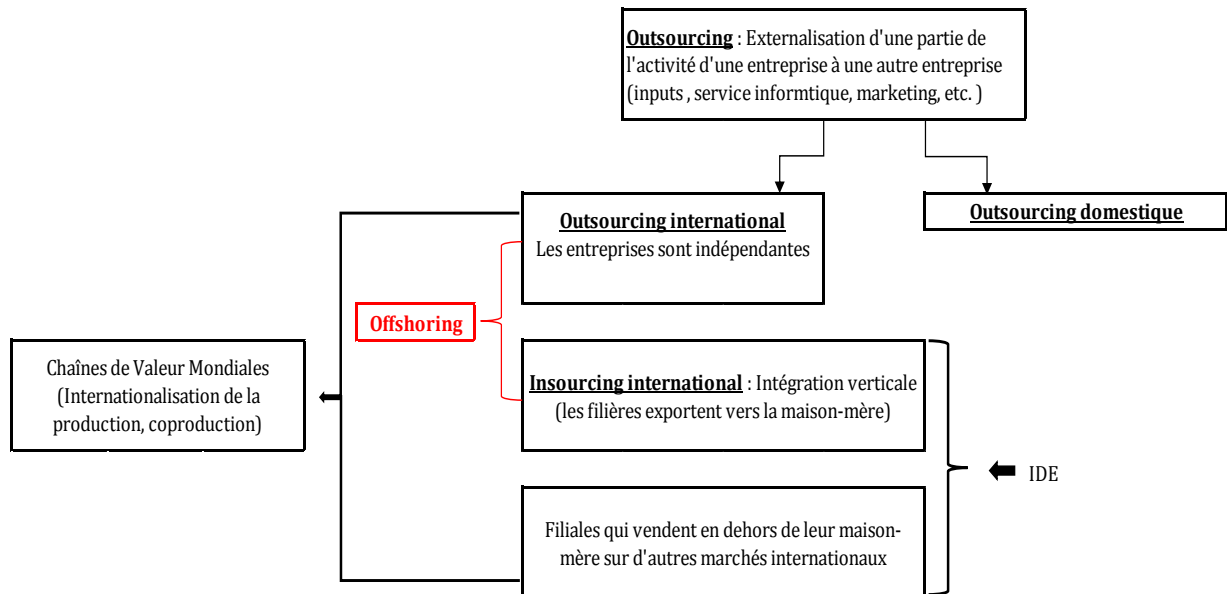 Outsourcing : Externalisation d'une partie de
l'activité d'une entreprise à une autre entreprise
(inputs , service informtique, marketing, etc. )
Outsourcing international
Les entreprises sont indépendantes
Outsourcing domestique
Offshoring
Chaînes de Valeur Mondiales
(Internationalisation de la
production, coproduction)
Insourcing international : Intégration verticale
(les filières exportent vers la maison-mère)
IDE
Filiales qui vendent en dehors de leur maison-
mère sur d'autres marchés internationaux